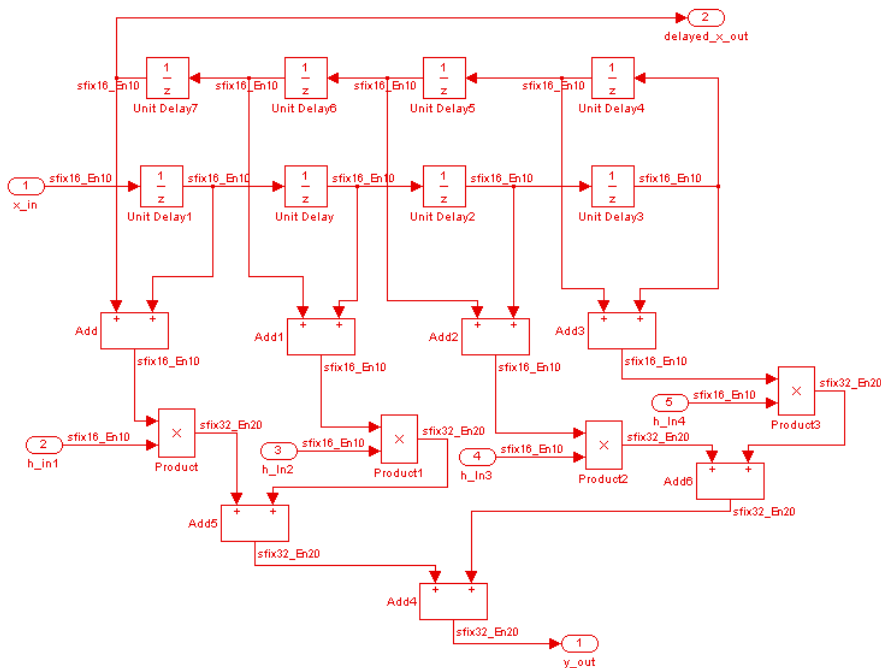 2
delayed_x_out
1
z
1
z
1
z
1
z
sfix16_En10
sfix16_En10
sfix16_En10
sfix16_En10
Unit Delay7
Unit Delay6
Unit Delay5
Unit Delay4
1
x_in
sfix16_En10
1
z
sfix16_En10
1
z
sfix16_En10
1
z
sfix16_En10
1
z
sfix16_En10
Unit Delay1
Unit Delay
Unit Delay2
Unit Delay3
+ +
Add
+ +
Add1
+ +
Add2
+ +
Add3
sfix16_En10
sfix16_En10
sfix16_En10
sfix16_En10
2
h_in1
sfix16_En10
×
Product
sfix32_En20
3
h_In2
sfix16_En10
×
Product1
sfix32_En20
4
h_In3
sfix16_En10
×
Product2
sfix32_En20
5
h_In4
sfix16_En10
×
Product3
sfix32_En20
+ +
Add5
sfix32_En20
+ +
Add6
sfix32_En20
+ +
Add4
sfix32_En20
1
y_out